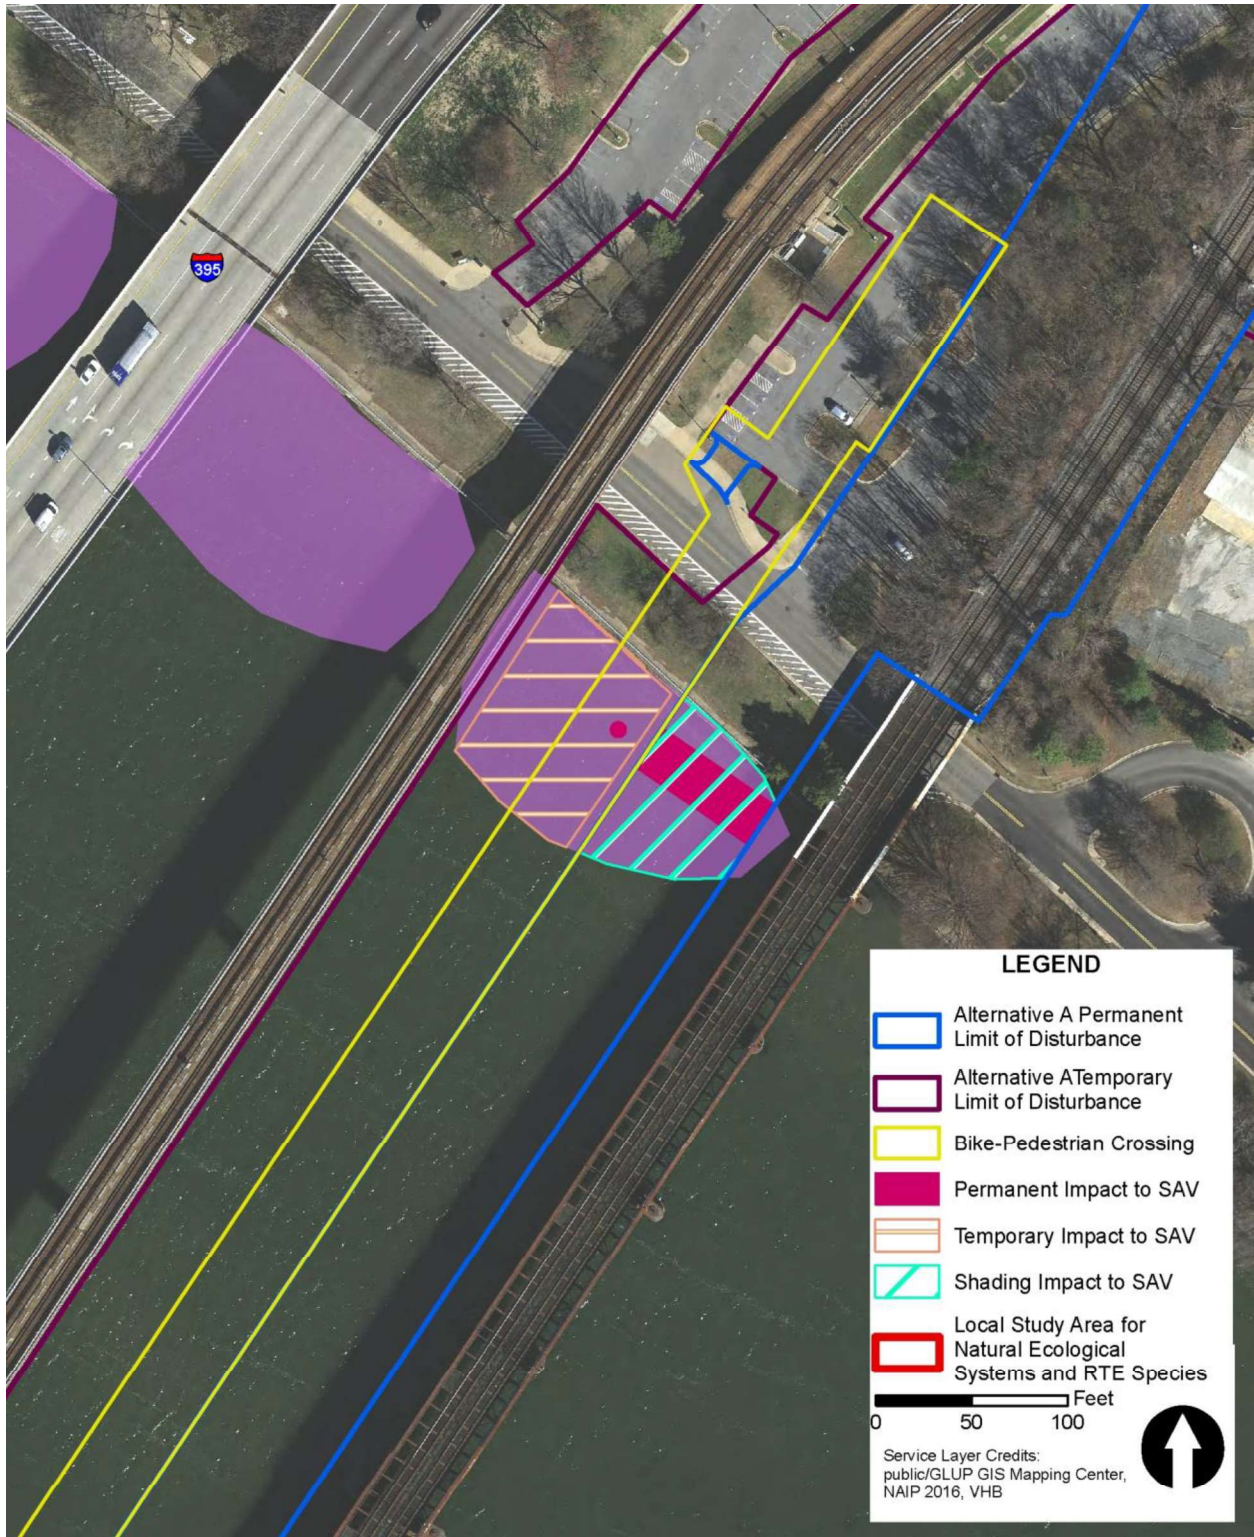 395
LEGEND
Alternative A Permanent
Limit of Disturbance
Alternative ATemporary
Limit of Disturbance
Bike-Pedestrian Crossing
Permanent Impact to SAV
Temporary Impact to SAV
Shading Impact to SAV
Local Study Area for
Natural Ecological
Systems and RTE Species
Feet
0 50 100
Service Layer Credits:
public/GLUP GIS Mapping Center,
NAIP 2016, VHB